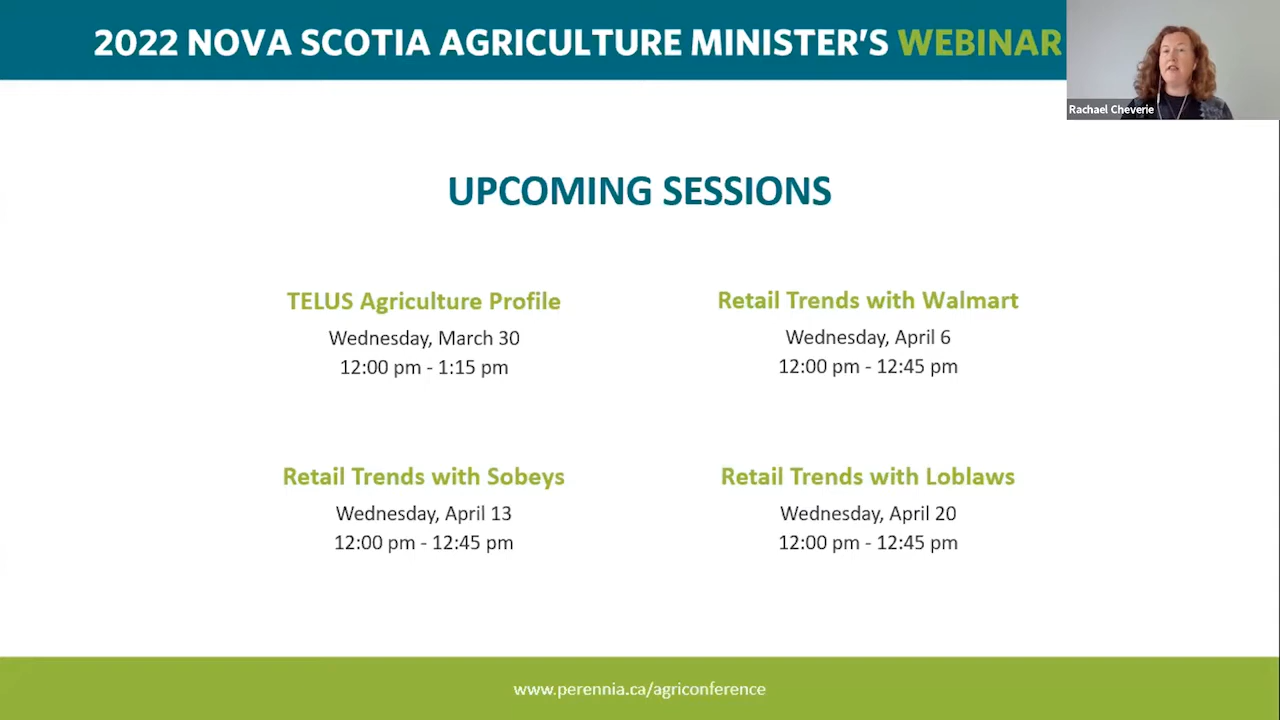 2022 NOVA SCOTIA AGRICULTURE MINISTER'S WEBINAR
Rachael Cheverie
UPCOMING SESSIONS
TELUS Agriculture Profile
Wednesday, March 30
12:00 pm - 1:15 pm
Retail Trends with Walmart
Wednesday, April 6
12:00 pm - 12:45 pm
Retail Trends with Sobeys
Wednesday, April 13
12:00 pm - 12:45 pm
Retail Trends with Loblaws
Wednesday, April 20
12:00 pm - 12:45 pm
www.perennia.ca/agriconference